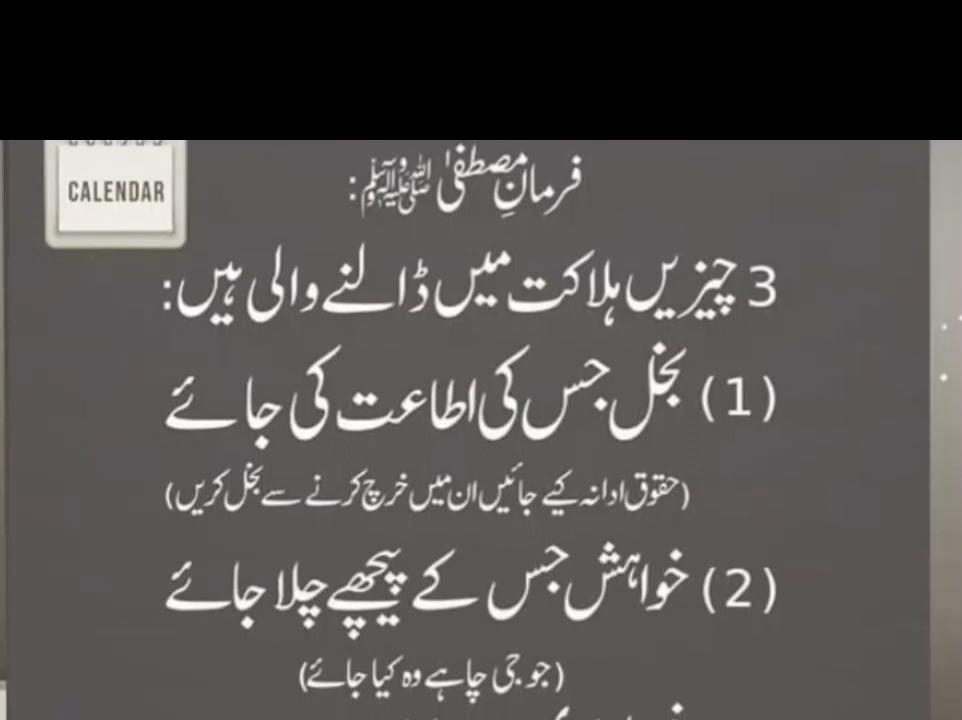 CALENDAR
فرمانِ مصطفیٰ ﷺ:
3 چیزیں ہلاکت میں ڈالنے والی ہیں:
(1) بخل جس کی اطاعت کی جائے
(حقوق ادا نہ کیے جائیں ان میں خرچ کرنے سے بخل کریں)
(2) خواہش جس کے پیچھے چلا جائے
(جو جی چاہے وہ کیا جائے)